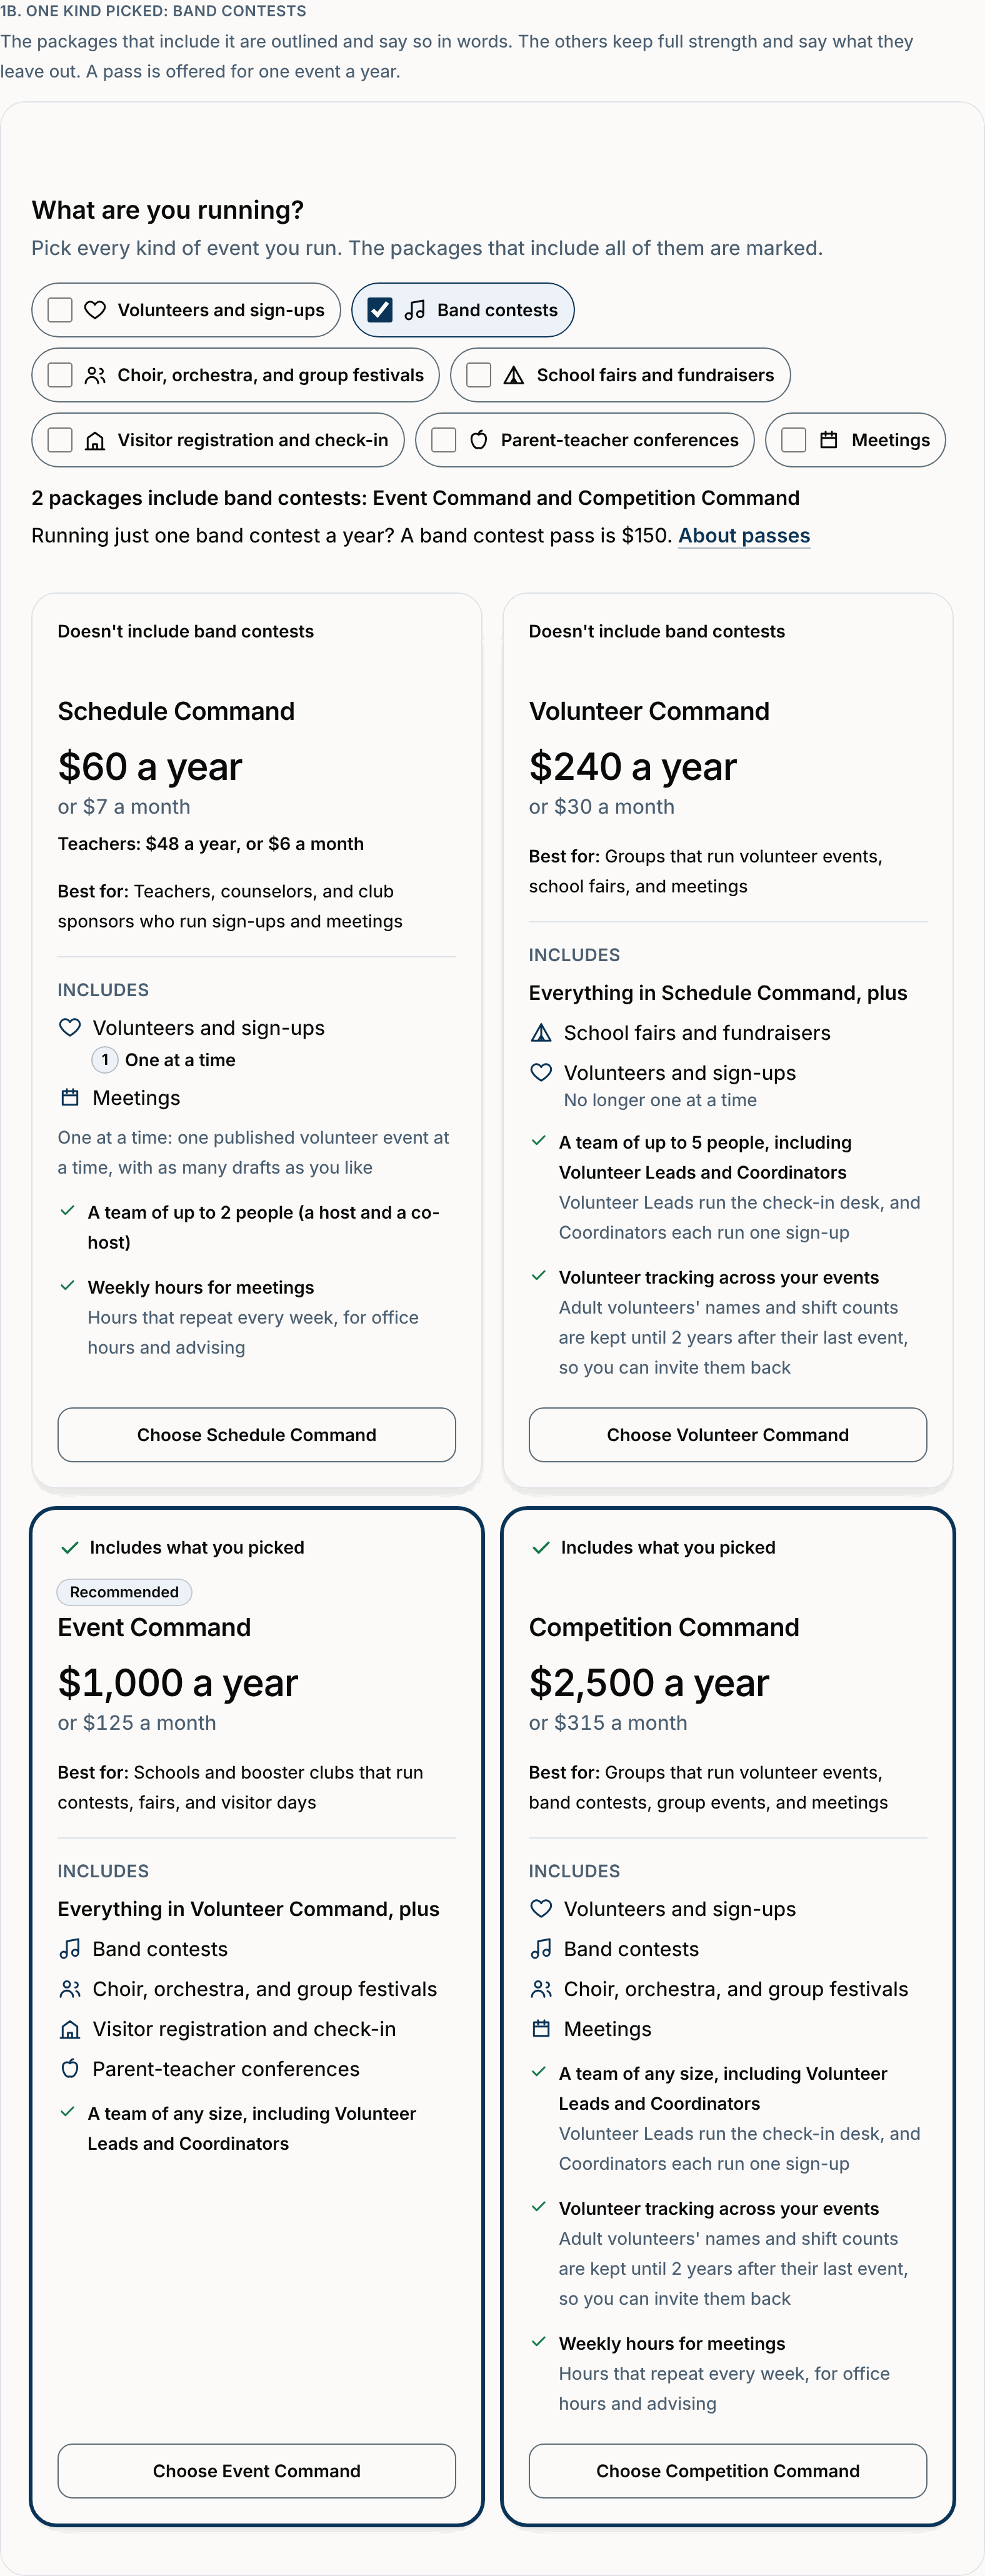 1B. ONE KIND PICKED: BAND CONTESTS
The packages that include it are outlined and say so in words. The others keep full strength and say what they
leave out. A pass is offered for one event a year.
What are you running?
Pick every kind of event you run. The packages that include all of them are marked.
Volunteers and sign-ups
Band contests
Choir, orchestra, and group festivals
School fairs and fundraisers
Visitor registration and check-in
Parent-teacher conferences
Meetings
2 packages include band contests: Event Command and Competition Command
Running just one band contest a year? A band contest pass is $150. About passes
Doesn't include band contests
Schedule Command
$60 a year
or $7 a month
Teachers: $48 a year, or $6 a month
Best for: Teachers, counselors, and club
sponsors who run sign-ups and meetings
INCLUDES
Volunteers and sign-ups
1 One at a time
Meetings
One at a time: one published volunteer event at
a time, with as many drafts as you like
A team of up to 2 people (a host and a co-
host)
Weekly hours for meetings
Hours that repeat every week, for office
hours and advising
Choose Schedule Command
Doesn't include band contests
Volunteer Command
$240 a year
or $30 a month
Best for: Groups that run volunteer events,
school fairs, and meetings
INCLUDES
Everything in Schedule Command, plus
School fairs and fundraisers
Volunteers and sign-ups
No longer one at a time
A team of up to 5 people, including
Volunteer Leads and Coordinators
Volunteer Leads run the check-in desk, and
Coordinators each run one sign-up
Volunteer tracking across your events
Adult volunteers' names and shift counts
are kept until 2 years after their last event,
so you can invite them back
Choose Volunteer Command
Includes what you picked
Recommended
Event Command
$1,000 a year
or $125 a month
Best for: Schools and booster clubs that run
contests, fairs, and visitor days
INCLUDES
Everything in Volunteer Command, plus
Band contests
Choir, orchestra, and group festivals
Visitor registration and check-in
Parent-teacher conferences
A team of any size, including Volunteer
Leads and Coordinators
Choose Event Command
Includes what you picked
Competition Command
$2,500 a year
or $315 a month
Best for: Groups that run volunteer events,
band contests, group events, and meetings
INCLUDES
Volunteers and sign-ups
Band contests
Choir, orchestra, and group festivals
Meetings
A team of any size, including Volunteer
Leads and Coordinators
Volunteer Leads run the check-in desk, and
Coordinators each run one sign-up
Volunteer tracking across your events
Adult volunteers' names and shift counts
are kept until 2 years after their last event,
so you can invite them back
Weekly hours for meetings
Hours that repeat every week, for office
hours and advising
Choose Competition Command